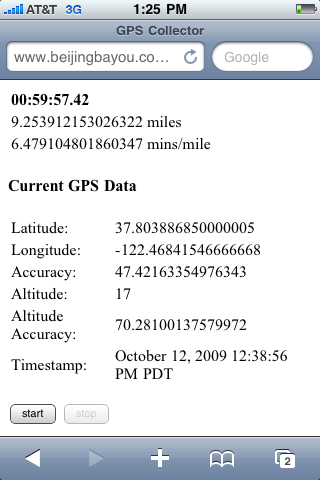 AT&T 3G 1:25 PM
GPS Collector
www.beijingbayou.co... Google
00:59:57.42
9.253912153026322 miles
6.479104801860347 mins/mile
Current GPS Data
Latitude: 37.803886850000005
Longitude: -122.46841546666668
Accuracy: 47.42163354976343
Altitude: 17
Altitude
Accuracy: 70.28100137579972
Timestamp: October 12, 2009 12:38:56
PM PDT
start stop
2